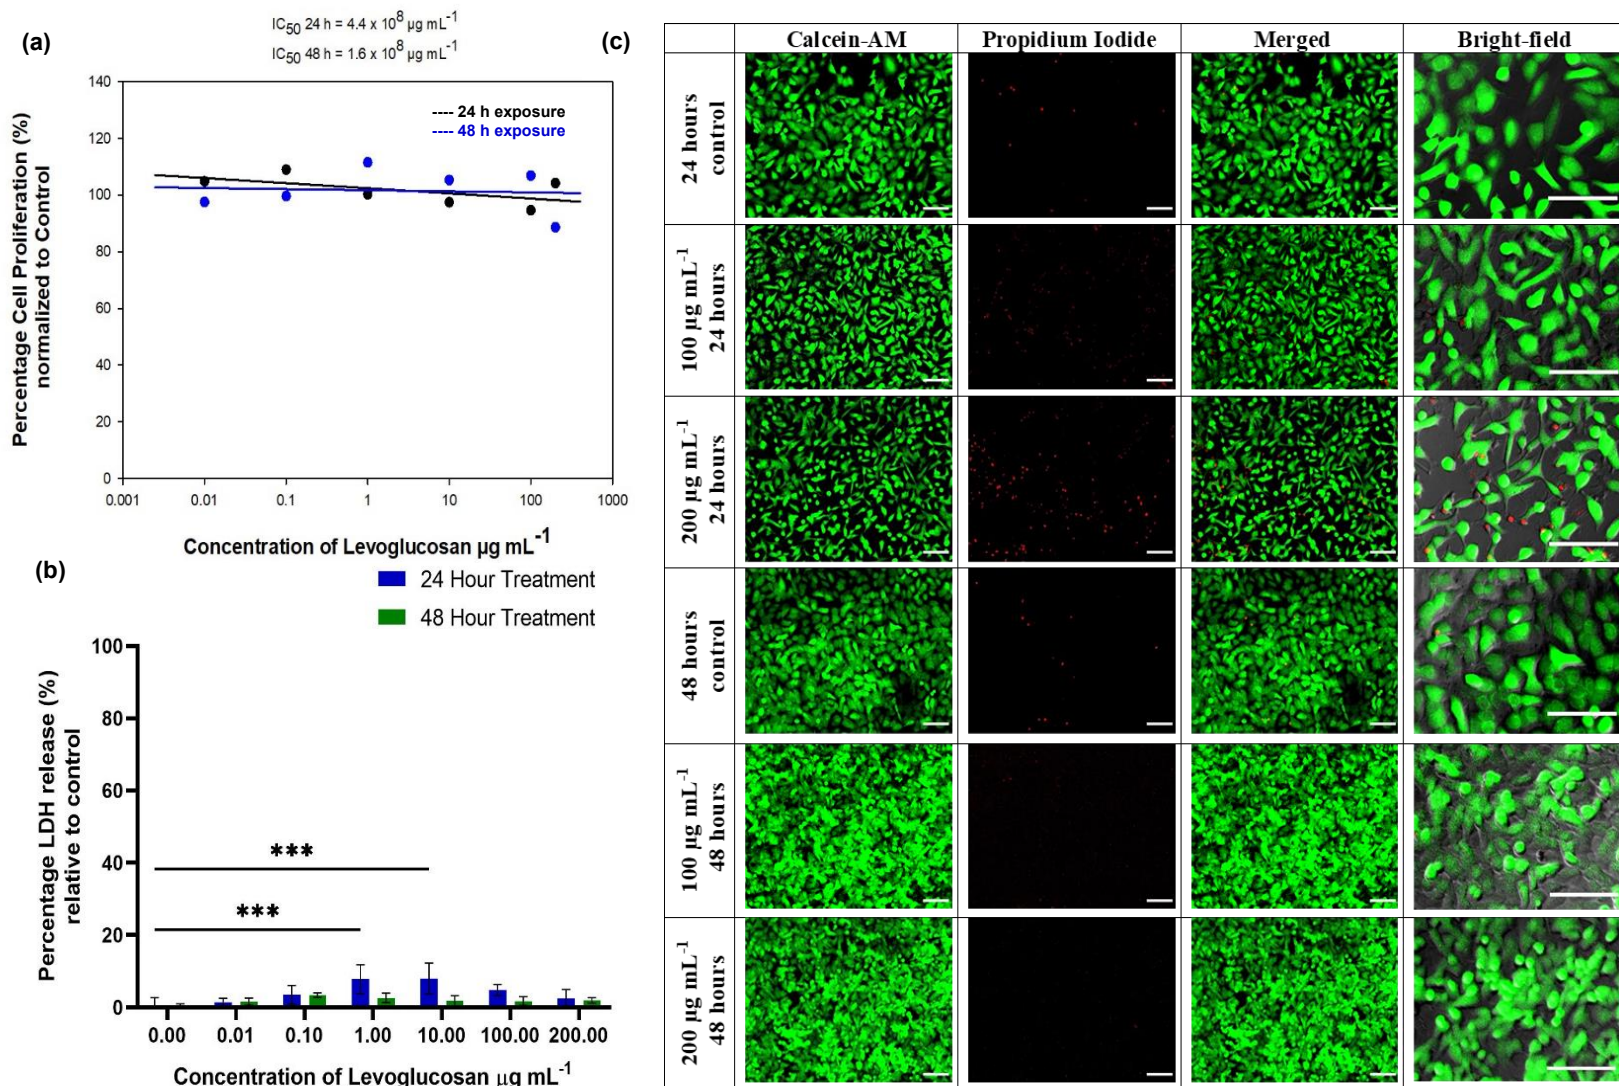 (a)
IC50 24 h = 4.4 x 10^8 µg mL^-1
IC50 48 h = 1.6 x 10^8 µg mL^-1
Percentage Cell Proliferation (%)
normalized to Control
140
120
100
80
60
40
20
0
---- 24 h exposure
---- 48 h exposure
0.001 0.01 0.1 1 10 100 1000
Concentration of Levoglucosan µg mL^-1
(b)
24 Hour Treatment
48 Hour Treatment
Percentage LDH release (%)
relative to control
100
80
60
40
20
0
***
***
0.00 0.01 0.10 1.00 10.00 100.00 200.00
Concentration of Levoglucosan µg mL^-1
(c)
Calcein-AM Propidium Iodide Merged Bright-field
24 hours
control
100 µg mL^-1
24 hours
200 µg mL^-1
24 hours
48 hours
control
100 µg mL^-1
48 hours
200 µg mL^-1
48 hours